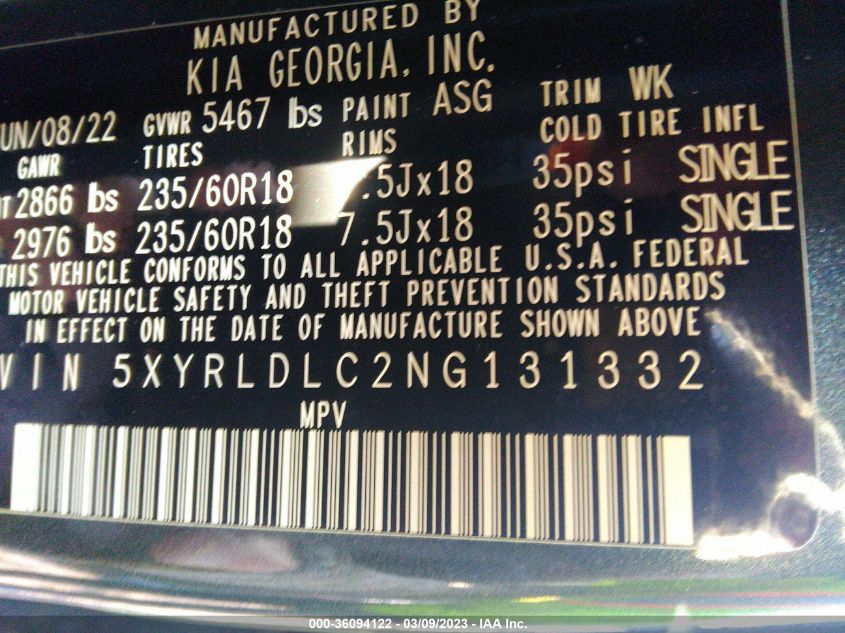 MANUFACTURED BY
KIA GEORGIA, INC.
UN/08/22 GVWR 5467 lbs PAINT ASG TRIM WK
GAWR TIRES RIMS COLD TIRE INFL
NT 2866 lbs 235/60R18 .5Jx18 35psi SINGLE
2976 lbs 235/60R18 7.5Jx18 35psi SINGLE
THIS VEHICLE CONFORMS TO ALL APPLICABLE U.S.A. FEDERAL
MOTOR VEHICLE SAFETY AND THEFT PREVENTION STANDARDS
IN EFFECT ON THE DATE OF MANUFACTURE SHOWN ABOVE
VIN 5XYRLDLC2NG131332
MPV
000-36094122 - 03/09/2023 - IAA Inc.